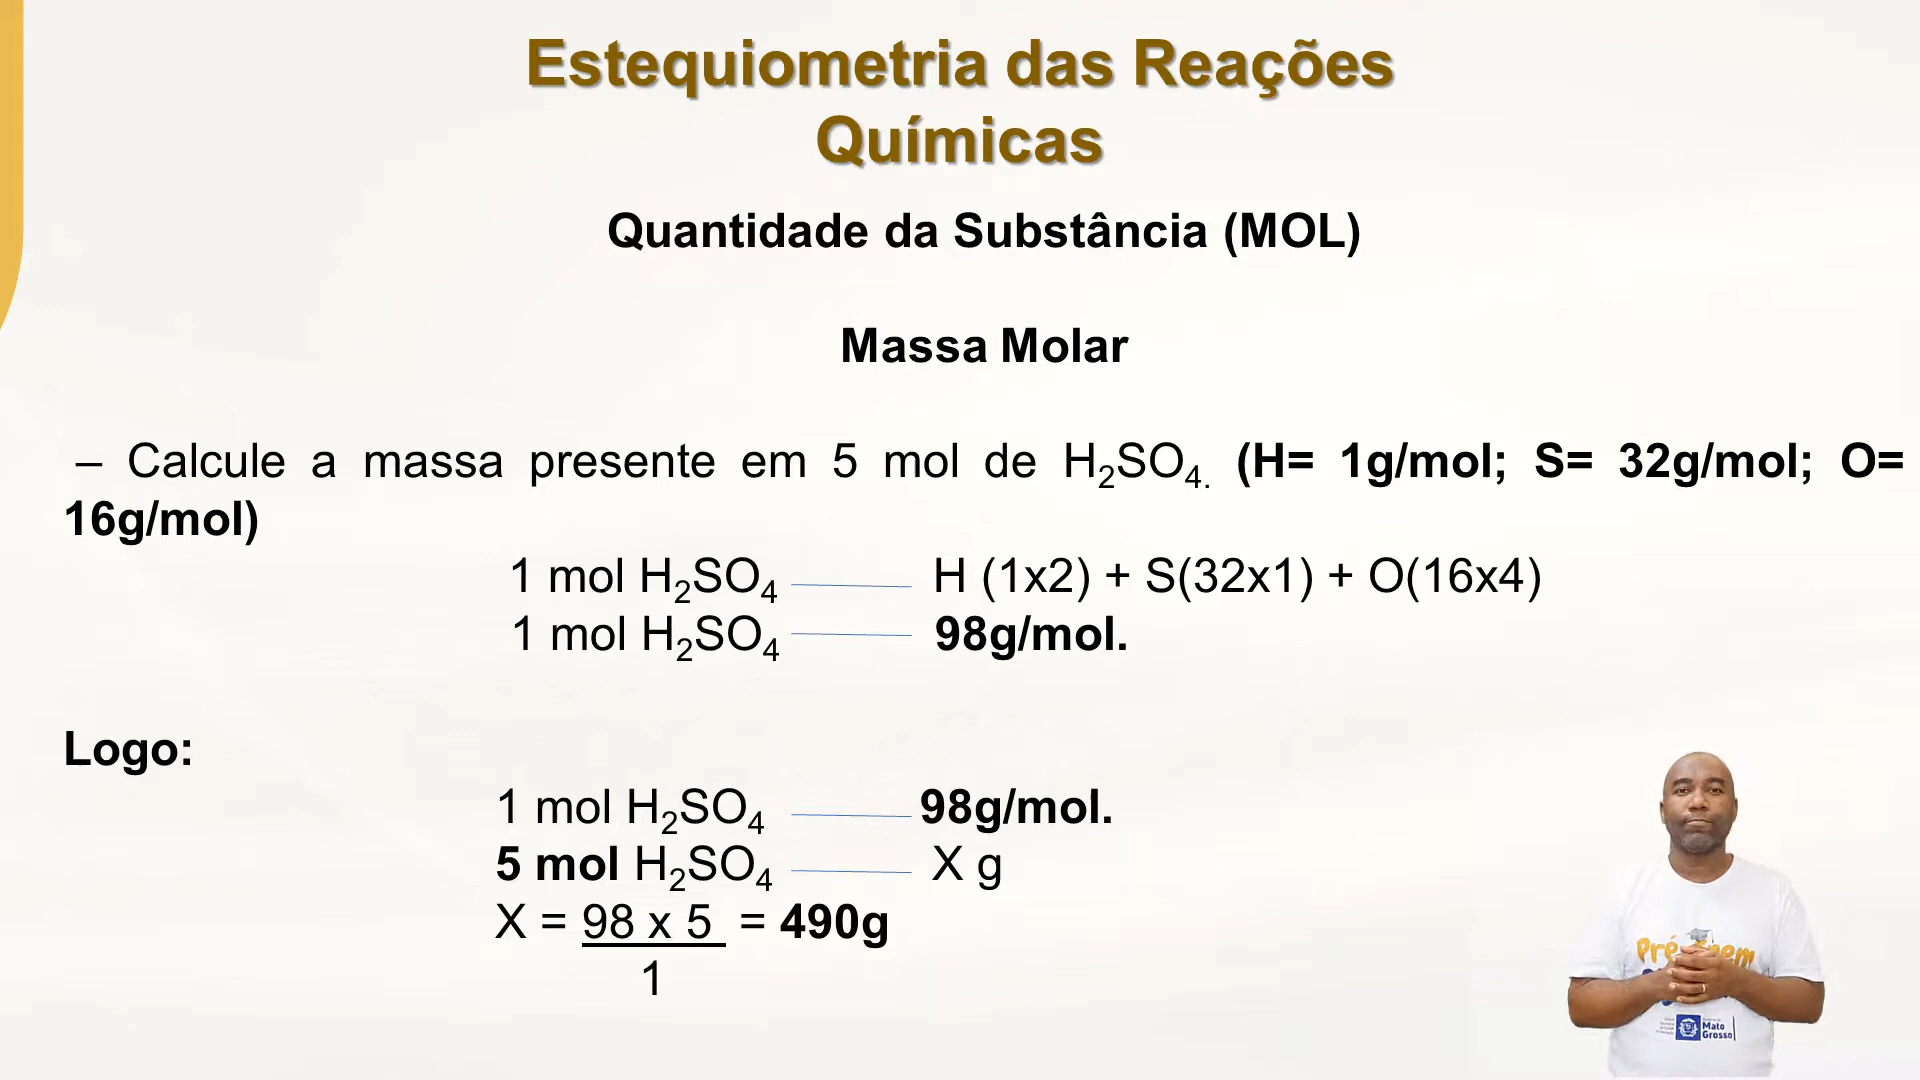 Estequiometria das Reações
Químicas
Quantidade da Substância (MOL)
Massa Molar
– Calcule a massa presente em 5 mol de H₂SO₄. (H= 1g/mol; S= 32g/mol; O=
16g/mol)
1 mol H₂SO₄ H (1x2) + S(32x1) + O(16x4)
1 mol H₂SO₄ 98g/mol.
Logo:
1 mol H₂SO₄ 98g/mol.
5 mol H₂SO₄ X g
X = 98 x 5 = 490g
1
Mato
Grosso